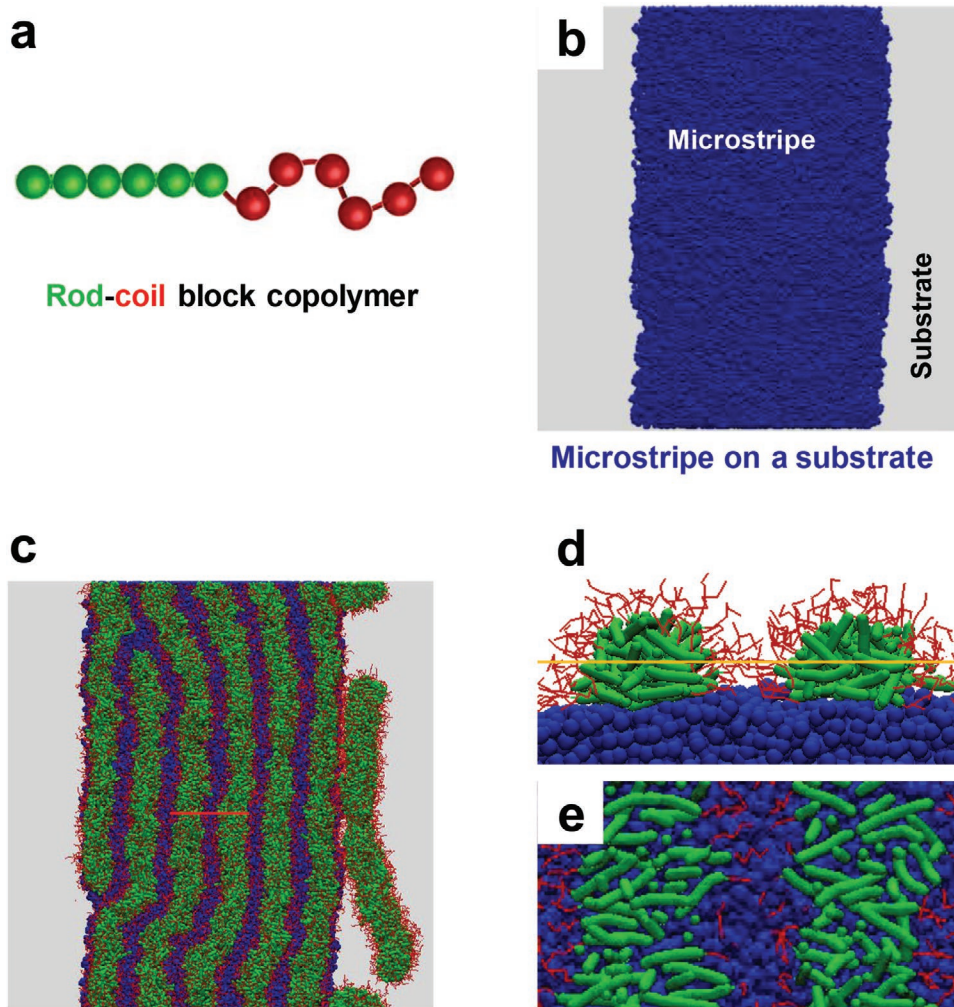 a
Rod-coil block copolymer
b
Microstripe
Substrate
Microstripe on a substrate
c
d
e